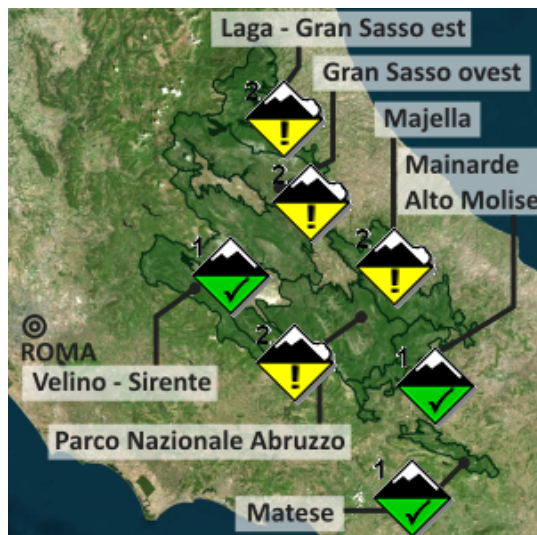 Laga - Gran Sasso est
Gran Sasso ovest
2
!
Majella
Mainarde
Alto Molise
2
!
2
!
1
ROMA
Velino - Sirente
2
!
1
Parco Nazionale Abruzzo
1
Matese